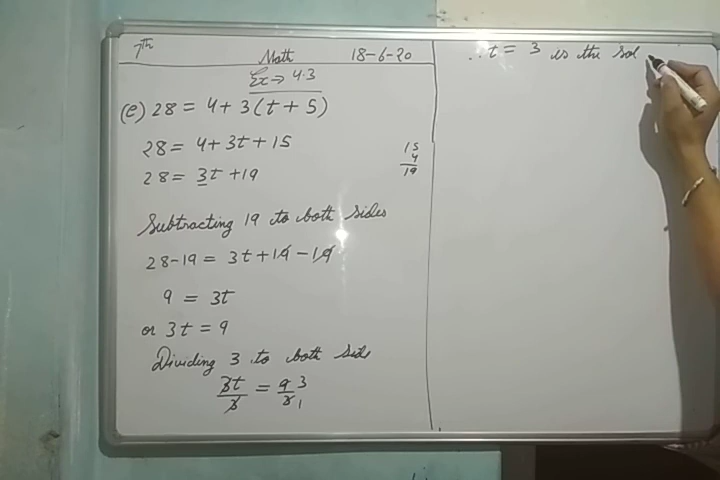 7th Math 18-6-20
Ex → 4.3
(e) 28 = 4 + 3(t + 5)
28 = 4 + 3t + 15
28 = 3t + 19
15
4
19
Subtracting 19 to both sides
28 - 19 = 3t + 19 - 19
9 = 3t
or 3t = 9
Dividing 3 to both side
3t/3 = 9/3 3 1
∴ t = 3 is the sol